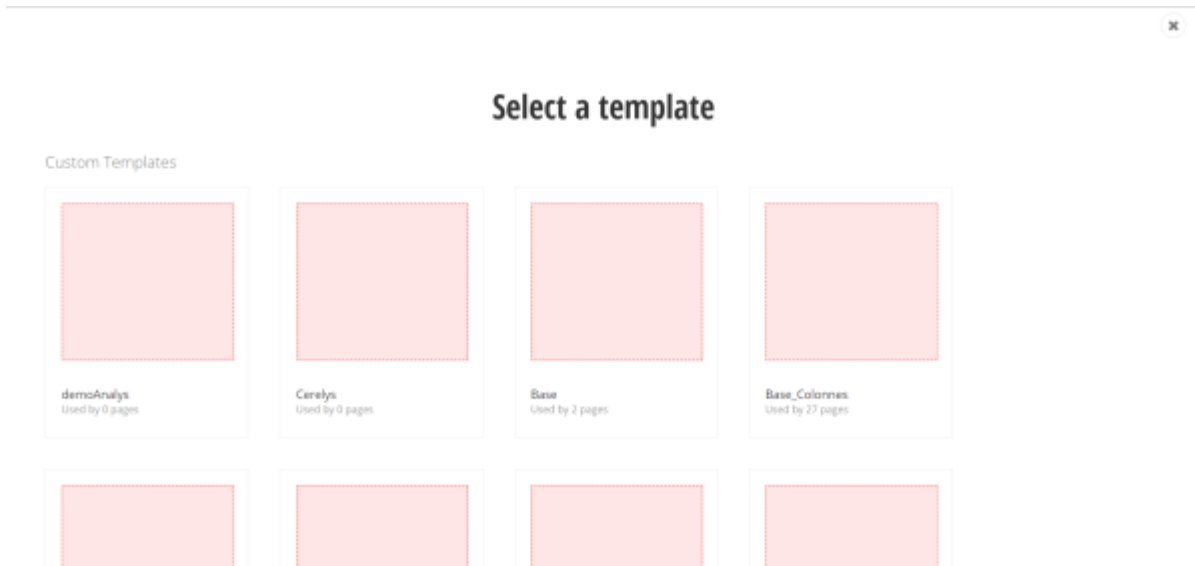 Select a template
Custom Templates
demoAnalys
Used by 0 pages
Cerelys
Used by 0 pages
Base
Used by 2 pages
Base_Colonnes
Used by 27 pages